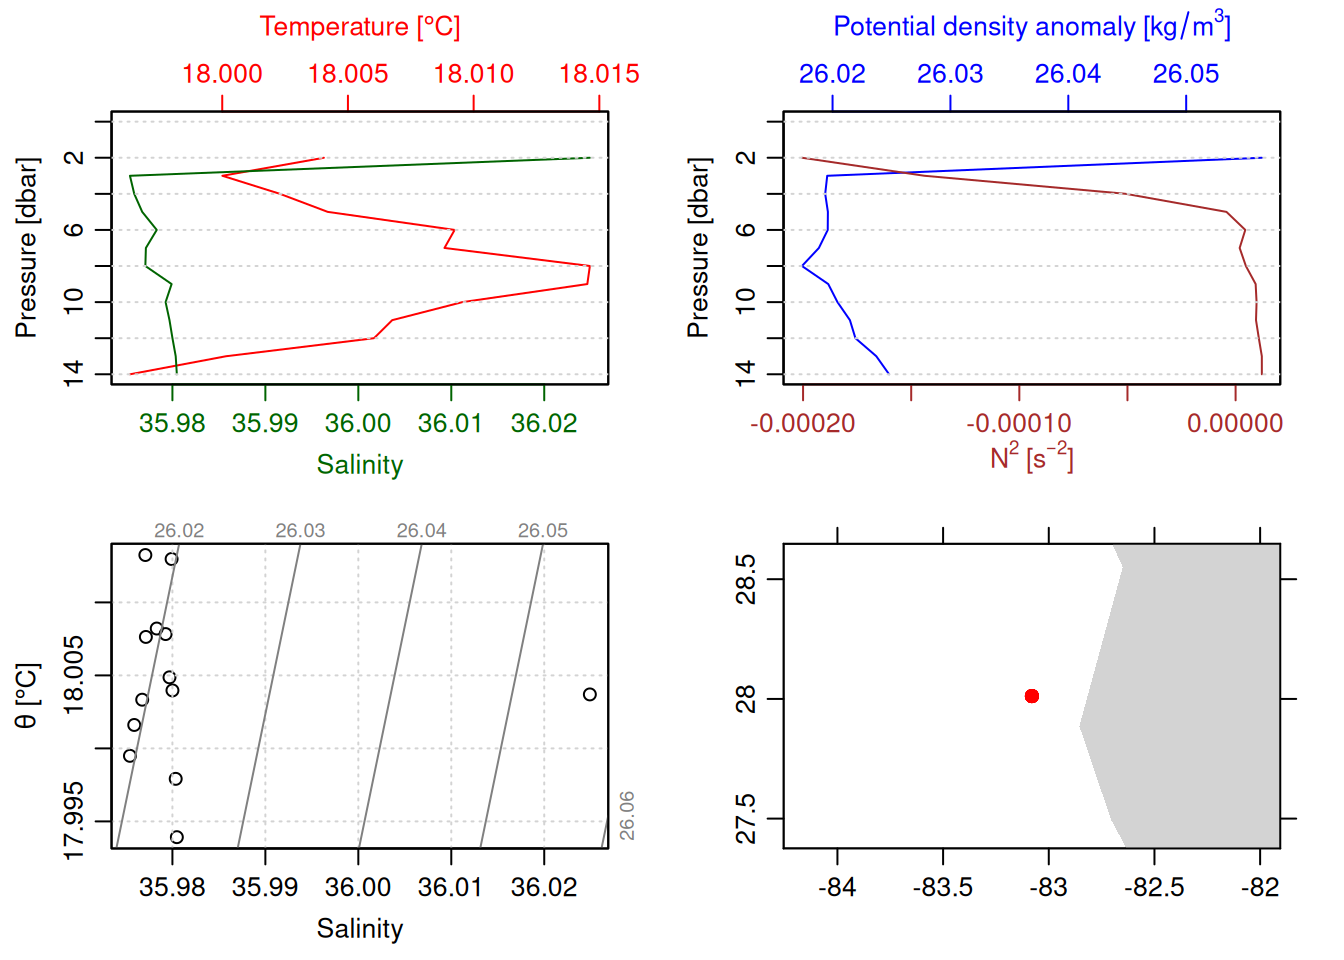 Temperature [°C]
18.000 18.005 18.010 18.015
Pressure [dbar]
2
6
10
14
35.98 35.99 36.00 36.01 36.02
Salinity
Potential density anomaly [kg/m³]
26.02 26.03 26.04 26.05
Pressure [dbar]
2
6
10
14
-0.00020 -0.00010 0.00000
N² [s⁻²]
26.02 26.03 26.04 26.05
26.06
θ [°C]
18.005
17.995
35.98 35.99 36.00 36.01 36.02
Salinity
28.5
28
27.5
-84 -83.5 -83 -82.5 -82